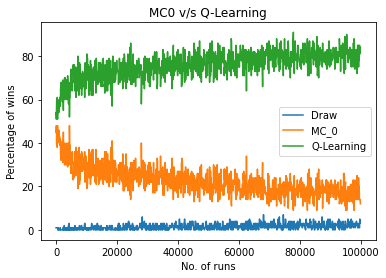 MC0 v/s Q-Learning
Percentage of wins
80
60
40
20
0
Draw
MC_0
Q-Learning
0 20000 40000 60000 80000 100000
No. of runs